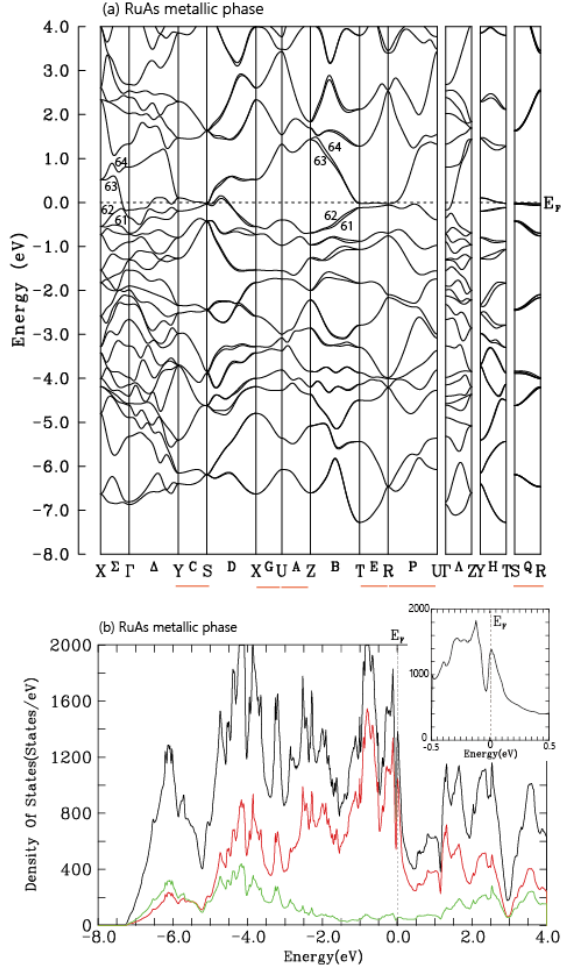 (a) RuAs metallic phase
4.0
3.0
2.0
1.0
0.0
-1.0
-2.0
-3.0
-4.0
-5.0
-6.0
-7.0
-8.0
Energy (eV)
64
63
62
61
64
63
62
61
E_F
X Σ Γ Δ Y C S D X G U A Z B T E R P U Γ Λ Z Y H T S Q R
(b) RuAs metallic phase
E_F
2000
1600
1200
800
400
0
Density Of States(States/eV)
-8.0 -6.0 -4.0 -2.0 0.0 2.0 4.0
Energy(eV)
E_F
2000
1000
0
-0.5 0 0.5
Energy(eV)